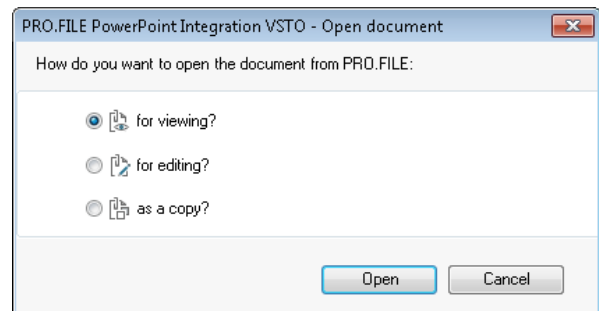 PRO.FILE PowerPoint Integration VSTO - Open document
How do you want to open the document from PRO.FILE:
for viewing?
for editing?
as a copy?
Open Cancel